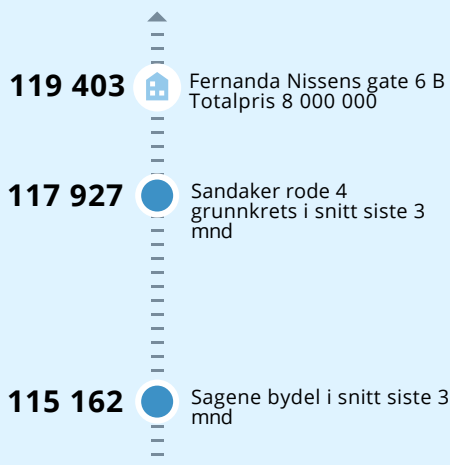 119 403
Fernanda Nissens gate 6 B
Totalpris 8 000 000
117 927
Sandaker rode 4
grunnkrets i snitt siste 3
mnd
115 162
Sagene bydel i snitt siste 3
mnd